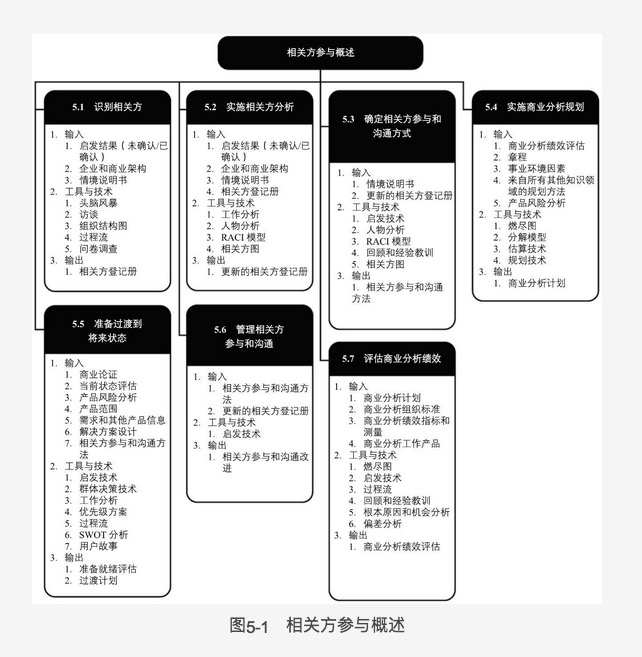 相关方参与概述
5.1 识别相关方
1. 输入
1. 启发结果（未确认/已
确认）
2. 企业和商业架构
3. 情境说明书
2. 工具与技术
1. 头脑风暴
2. 访谈
3. 组织结构图
4. 过程流
5. 问卷调查
3. 输出
1. 相关方登记册
5.2 实施相关方分析
1. 输入
1. 启发结果（未确认/已
确认）
2. 企业和商业架构
3. 情境说明书
4. 相关方登记册
2. 工具与技术
1. 工作分析
2. 人物分析
3. RACI 模型
4. 相关方图
3. 输出
1. 更新的相关方登记册
5.3 确定相关方参与和
沟通方式
1. 输入
1. 情境说明书
2. 更新的相关方登记册
2. 工具与技术
1. 启发技术
2. 人物分析
3. RACI 模型
4. 回顾和经验教训
5. 相关方图
3. 输出
1. 相关方参与和沟通
方法
5.4 实施商业分析规划
1. 输入
1. 商业分析绩效评估
2. 章程
3. 事业环境因素
4. 来自所有其他知识领
域的规划方法
5. 产品风险分析
2. 工具与技术
1. 燃尽图
2. 分解模型
3. 估算技术
4. 规划技术
3. 输出
1. 商业分析计划
5.5 准备过渡到
将来状态
1. 输入
1. 商业论证
2. 当前状态评估
3. 产品风险分析
4. 产品范围
5. 需求和其他产品信息
6. 解决方案设计
7. 相关方参与和沟通方
法
2. 工具与技术
1. 启发技术
2. 群体决策技术
3. 工作分析
4. 优先级方案
5. 过程流
6. SWOT 分析
7. 用户故事
3. 输出
1. 准备就绪评估
2. 过渡计划
5.6 管理相关方
参与和沟通
1. 输入
1. 相关方参与和沟通方
法
2. 更新的相关方登记册
2. 工具与技术
1. 启发技术
3. 输出
1. 相关方参与和沟通改
进
5.7 评估商业分析绩效
1. 输入
1. 商业分析计划
2. 商业分析组织标准
3. 商业分析绩效指标和
测量
4. 商业分析工作产品
2. 工具与技术
1. 燃尽图
2. 启发技术
3. 过程流
4. 回顾和经验教训
5. 根本原因和机会分析
6. 偏差分析
3. 输出
1. 商业分析绩效评估
图5-1 相关方参与概述